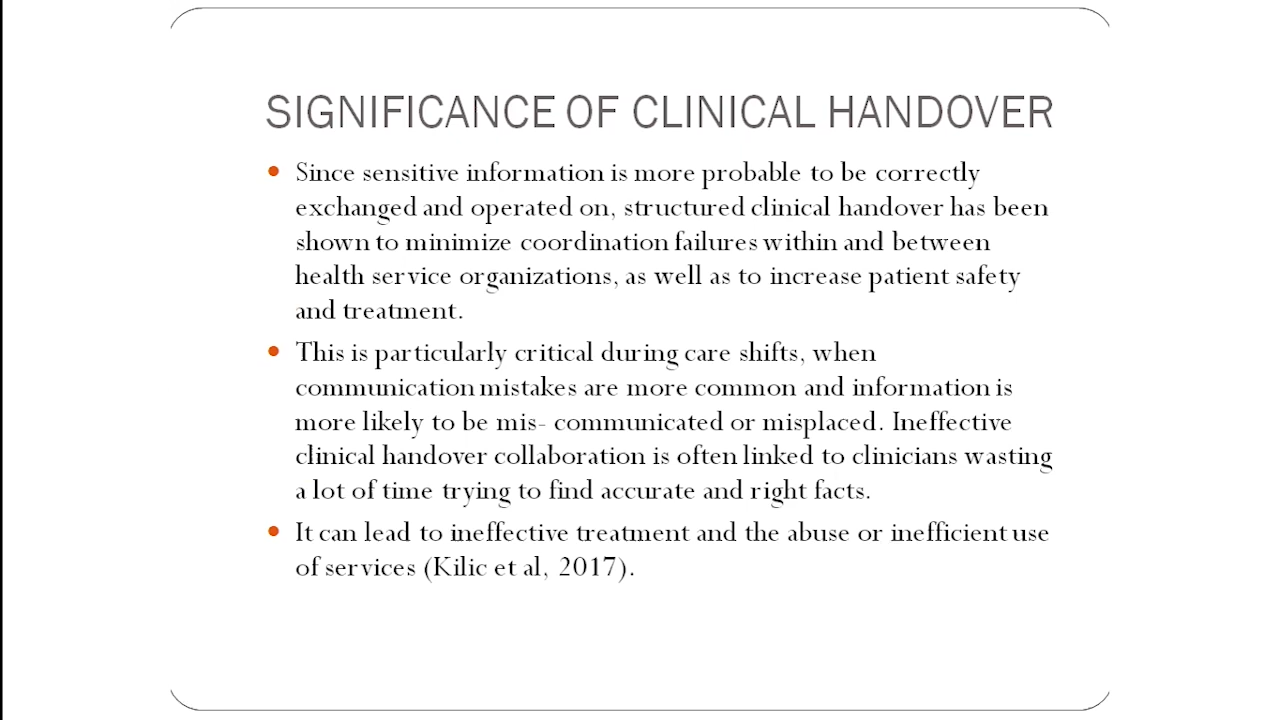 SIGNIFICANCE OF CLINICAL HANDOVER
Since sensitive information is more probable to be correctly
exchanged and operated on, structured clinical handover has been
shown to minimize coordination failures within and between
health service organizations, as well as to increase patient safety
and treatment.
This is particularly critical during care shifts, when
communication mistakes are more common and information is
more likely to be mis- communicated or misplaced. Ineffective
clinical handover collaboration is often linked to clinicians wasting
a lot of time trying to find accurate and right facts.
It can lead to ineffective treatment and the abuse or inefficient use
of services (Kilic et al, 2017).